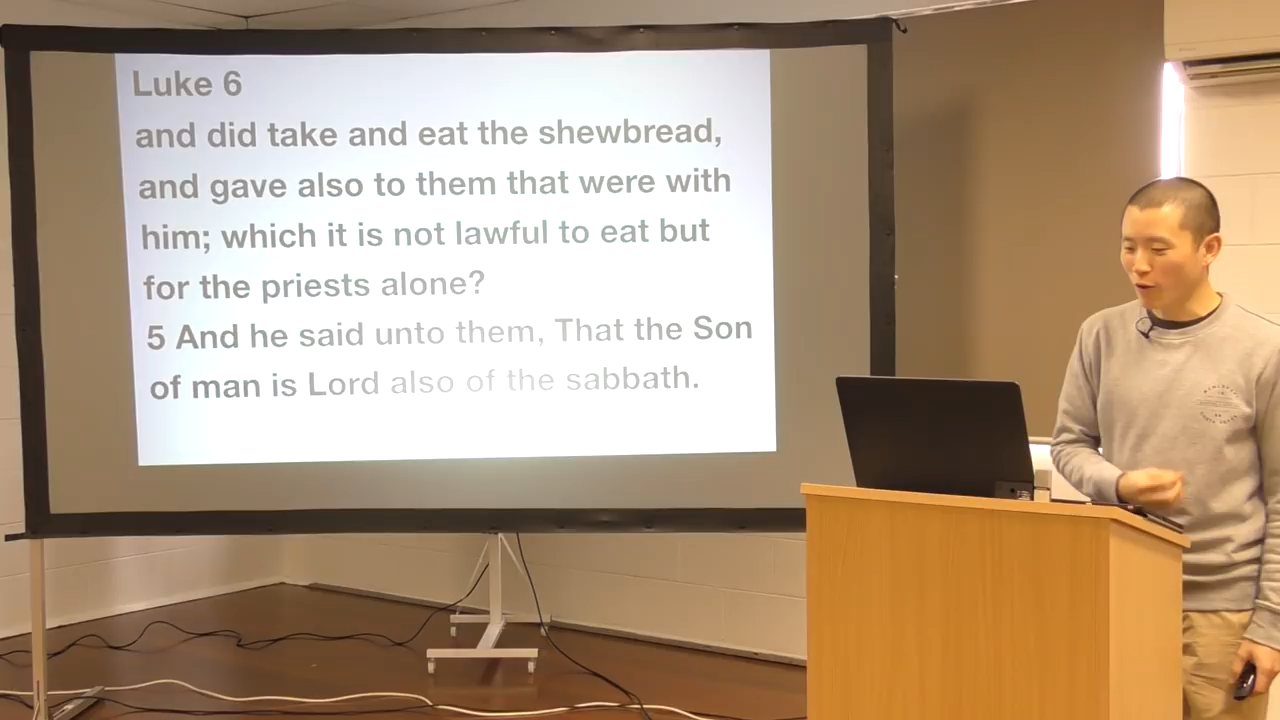 Luke 6
and did take and eat the shewbread,
and gave also to them that were with
him; which it is not lawful to eat but
for the priests alone?
5 And he said unto them, That the Son
of man is Lord also of the sabbath.